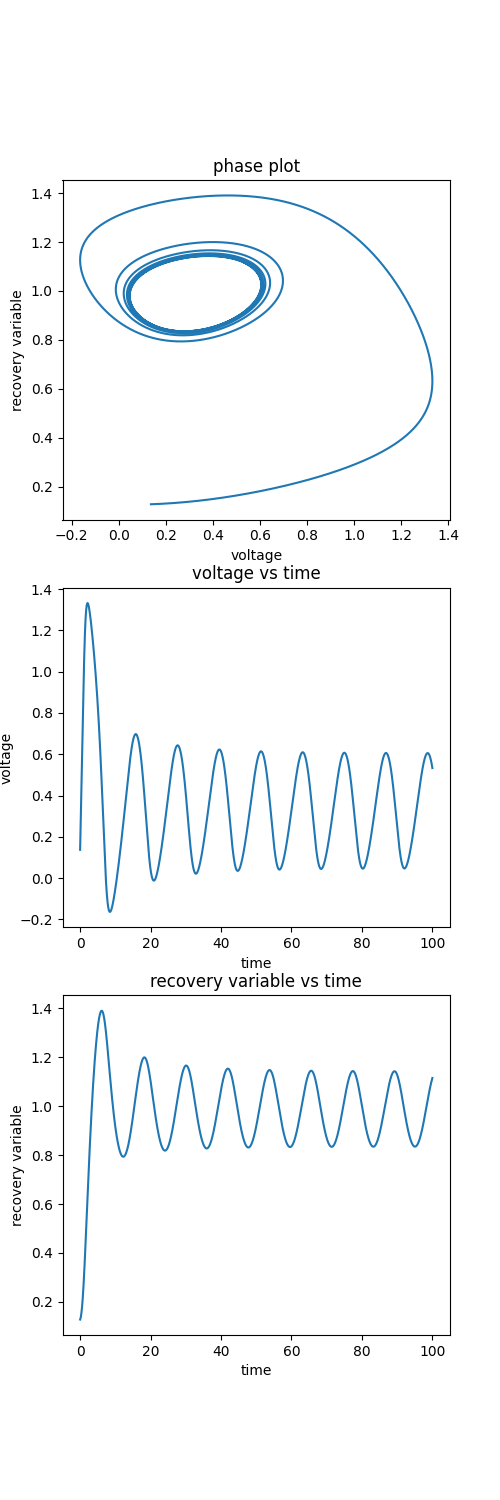 phase plot
1.4
1.2
1.0
0.8
0.6
0.4
0.2
recovery variable
−0.2 0.0 0.2 0.4 0.6 0.8 1.0 1.2 1.4
voltage
voltage vs time
1.4
1.2
1.0
0.8
0.6
0.4
0.2
0.0
−0.2
voltage
0 20 40 60 80 100
time
recovery variable vs time
1.4
1.2
1.0
0.8
0.6
0.4
0.2
recovery variable
0 20 40 60 80 100
time